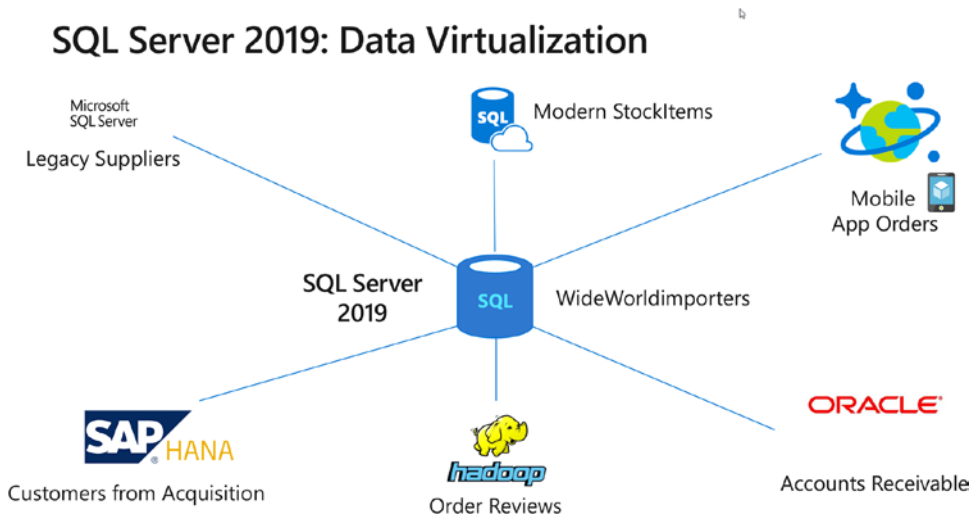 SQL Server 2019: Data Virtualization
Microsoft
SQL Server
Legacy Suppliers
SQL
Modern StockItems
Mobile
App Orders
SQL Server
2019
SQL
WideWorldimporters
SAP
®
HANA
Customers from Acquisition
hadoop
Order Reviews
ORACLE
Accounts Receivable